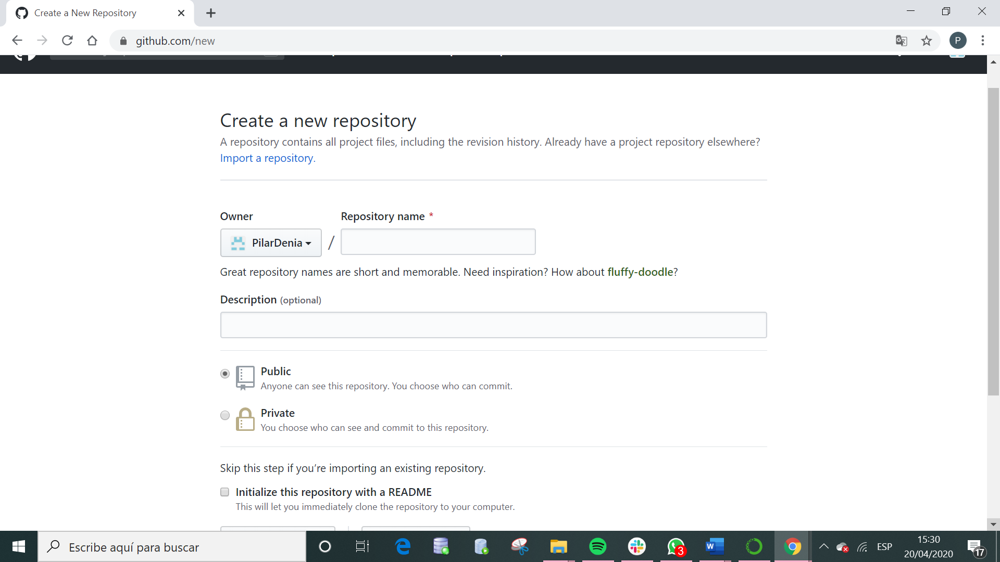 Create a New Repository
github.com/new
P
Create a new repository
A repository contains all project files, including the revision history. Already have a project repository elsewhere?
Import a repository.
Owner
Repository name *
PilarDenia
/
Great repository names are short and memorable. Need inspiration? How about fluffy-doodle?
Description (optional)
Public
Anyone can see this repository. You choose who can commit.
Private
You choose who can see and commit to this repository.
Skip this step if you’re importing an existing repository.
Initialize this repository with a README
This will let you immediately clone the repository to your computer.
Escribe aquí para buscar
3
ESP
15:30
20/04/2020
17